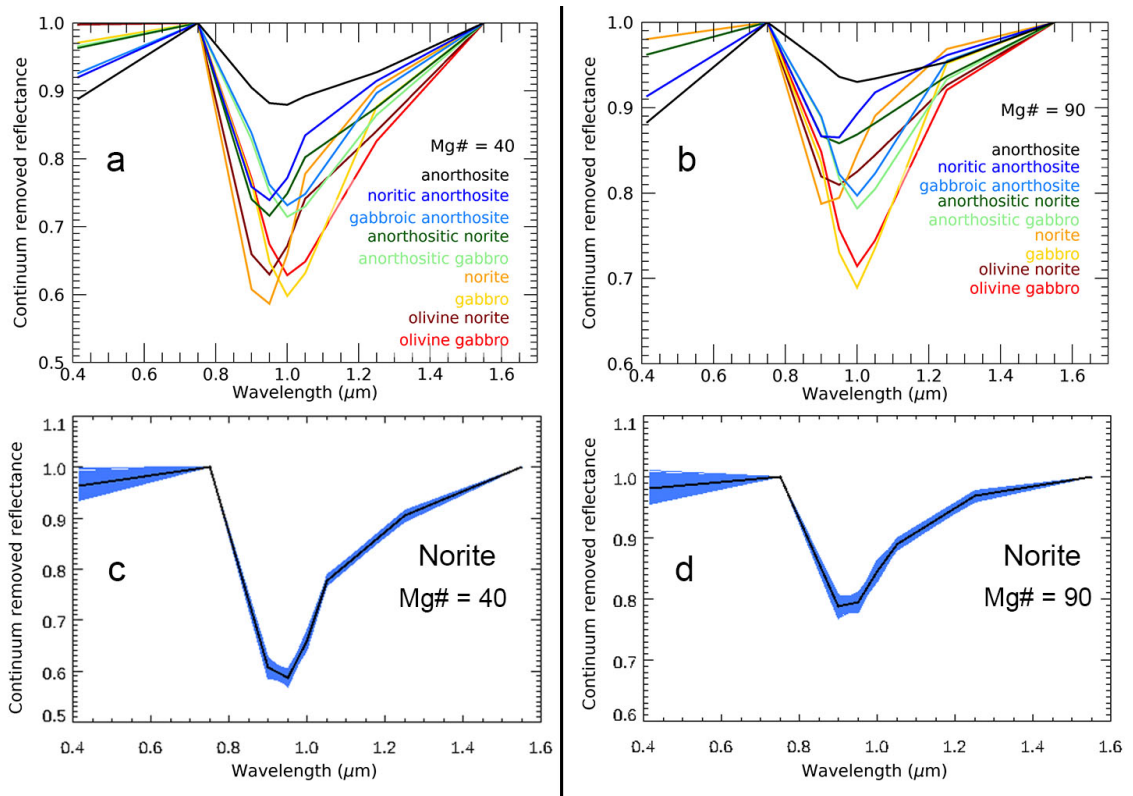 1.0
0.9
0.8
0.7
0.6
0.5
Continuum removed reflectance
a
Mg# = 40
anorthosite
noritic anorthosite
gabbroic anorthosite
anorthositic norite
anorthositic gabbro
norite
gabbro
olivine norite
olivine gabbro
0.4 0.6 0.8 1.0 1.2 1.4 1.6
Wavelength (μm)
1.0
0.9
0.8
0.7
0.6
Continuum removed reflectance
b
Mg# = 90
anorthosite
noritic anorthosite
gabbroic anorthosite
anorthositic norite
anorthositic gabbro
norite
gabbro
olivine norite
olivine gabbro
0.4 0.6 0.8 1.0 1.2 1.4 1.6
Wavelength (μm)
1.1
1.0
0.9
0.8
0.7
0.6
0.5
Continuum removed reflectance
c
Norite
Mg# = 40
0.4 0.6 0.8 1.0 1.2 1.4 1.6
Wavelength (μm)
1.1
1.0
0.9
0.8
0.7
0.6
Continuum removed reflectance
d
Norite
Mg# = 90
0.4 0.6 0.8 1.0 1.2 1.4 1.6
Wavelength (μm)